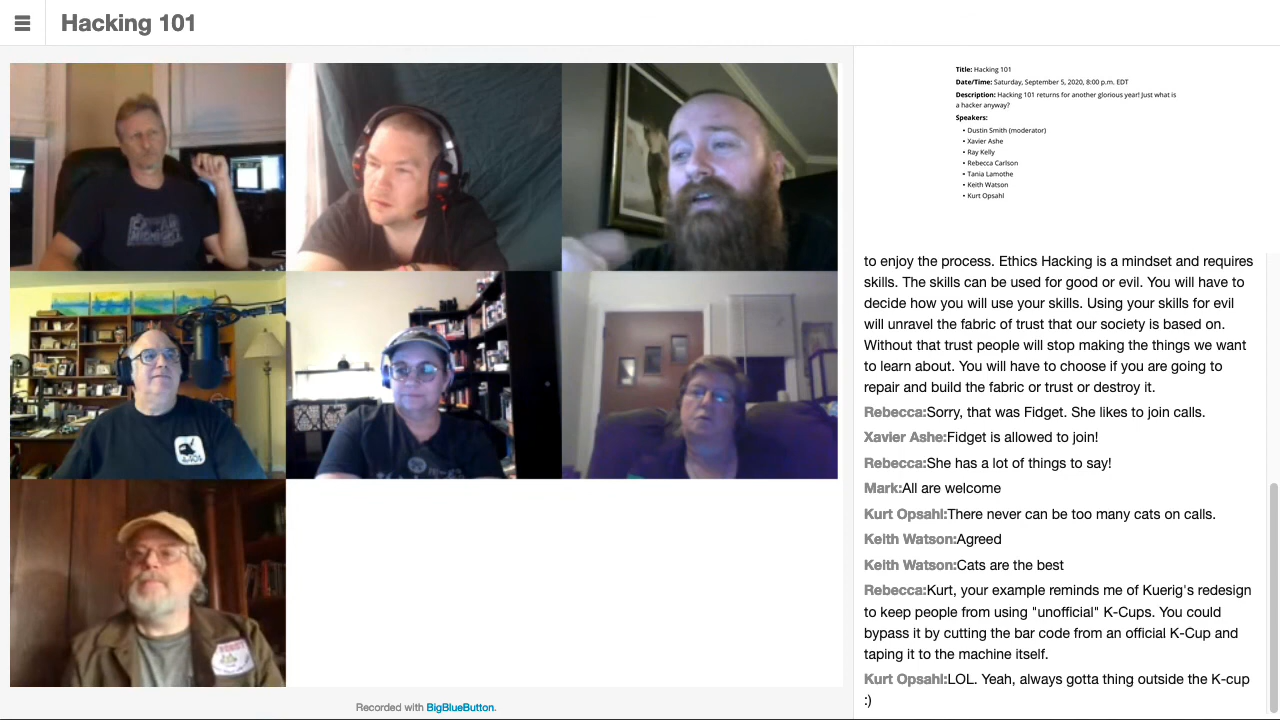 Hacking 101
Title: Hacking 101
Date/Time: Saturday, September 5, 2020, 8:00 p.m. EDT
Description: Hacking 101 returns for another glorious year! Just what is
a hacker anyway?
Speakers:
• Dustin Smith (moderator)
• Xavier Ashe
• Ray Kelly
• Rebecca Carlson
• Tania Lamothe
• Keith Watson
• Kurt Opsahl
to enjoy the process. Ethics Hacking is a mindset and requires
skills. The skills can be used for good or evil. You will have to
decide how you will use your skills. Using your skills for evil
will unravel the fabric of trust that our society is based on.
Without that trust people will stop making the things we want
to learn about. You will have to choose if you are going to
repair and build the fabric or trust or destroy it.
Rebecca:Sorry, that was Fidget. She likes to join calls.
Xavier Ashe:Fidget is allowed to join!
Rebecca:She has a lot of things to say!
Mark:All are welcome
Kurt Opsahl:There never can be too many cats on calls.
Keith Watson:Agreed
Keith Watson:Cats are the best
Rebecca:Kurt, your example reminds me of Kuerig's redesign
to keep people from using "unofficial" K-Cups. You could
bypass it by cutting the bar code from an official K-Cup and
taping it to the machine itself.
Kurt Opsahl:LOL. Yeah, always gotta thing outside the K-cup
:)
Recorded with BigBlueButton.